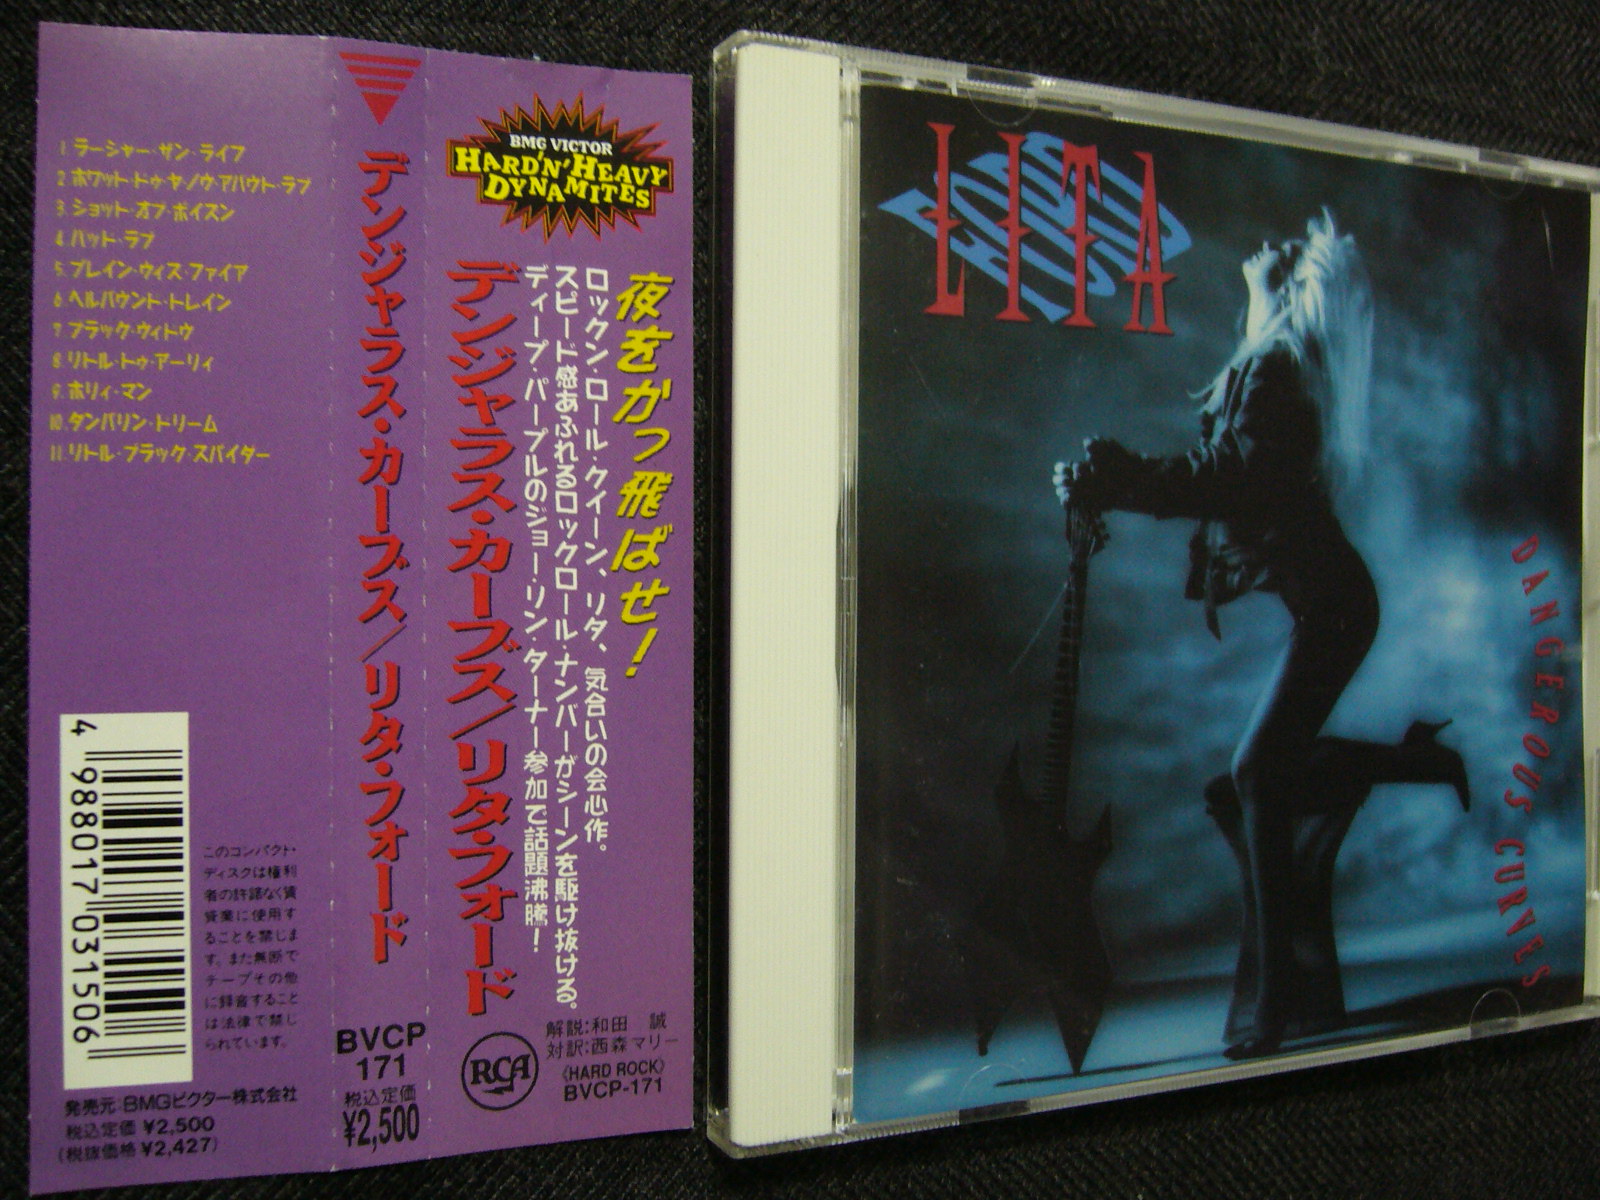 1.ラーシャー・ザン・ライフ
2.ホワット・ドゥ・ヤ・ノウ・アバウト・ラブ
3.ショット・オブ・ポイズン
4.バット・ラブ
5.プレイン・ウィズ・ファイア
6.ヘルバウンド・トレイン
7.ブラック・ウィドウ
8.リトル・トゥ・アーリィ
9.ホリィ・マン
10.タンバリン・ドリーム
11.リトル・ブラック・スパイダー
4 988017 031506
このコンパクト・
ディスクは権利
者の許諾なく賃
貸業に使用す
ることを禁じま
す。また無断で
テープその他
に録音すること
は法律で禁じ
られています。
発売元:BMGビクター株式会社
税込定価 ¥2,500
(税抜価格 ¥2,427)
デンジャラス・カーブス/リタ・フォード
BVCP
171
税込定価
¥2,500
BMG VICTOR
HARD'N'HEAVY
DYNAMITES
夜をかっ飛ばせ!
ロックン・ロール・クイーン、リタ、気合いの会心作。
スピード感あふれるロックロール・ナンバーがシーンを駆け抜ける。
ディープ・パープルのジョー・リン・ターナー参加で話題沸騰!
デンジャラス・カーブス/リタ・フォード
RCA
解説:和田 誠
対訳:西森マリー
《HARD ROCK》
BVCP-171
LITA
FORD
DANGEROUS CURVES